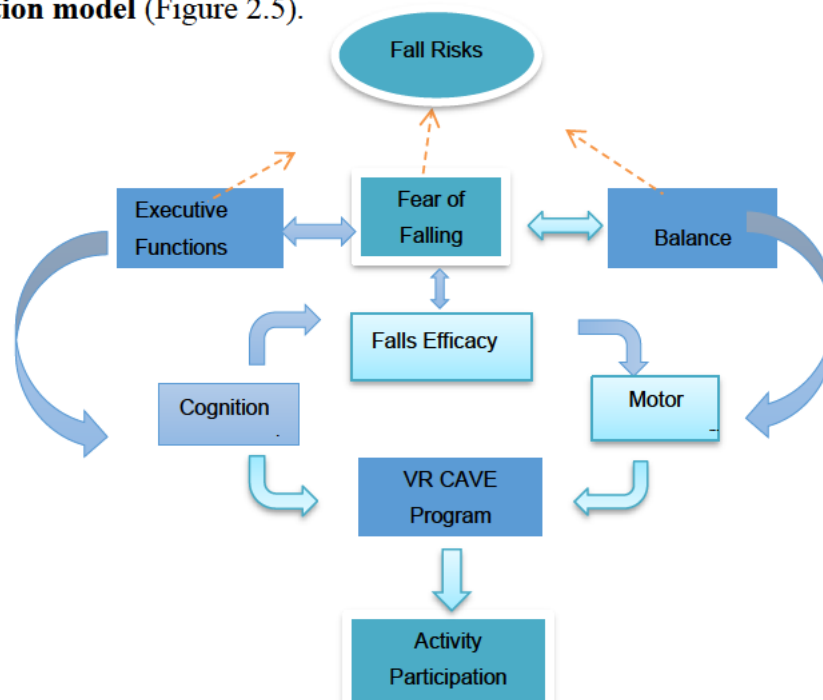 tion model (Figure 2.5).
Fall Risks
Executive
Functions
Fear of
Falling
Balance
Falls Efficacy
Cognition
.
Motor
--
VR CAVE
Program
Activity
Participation